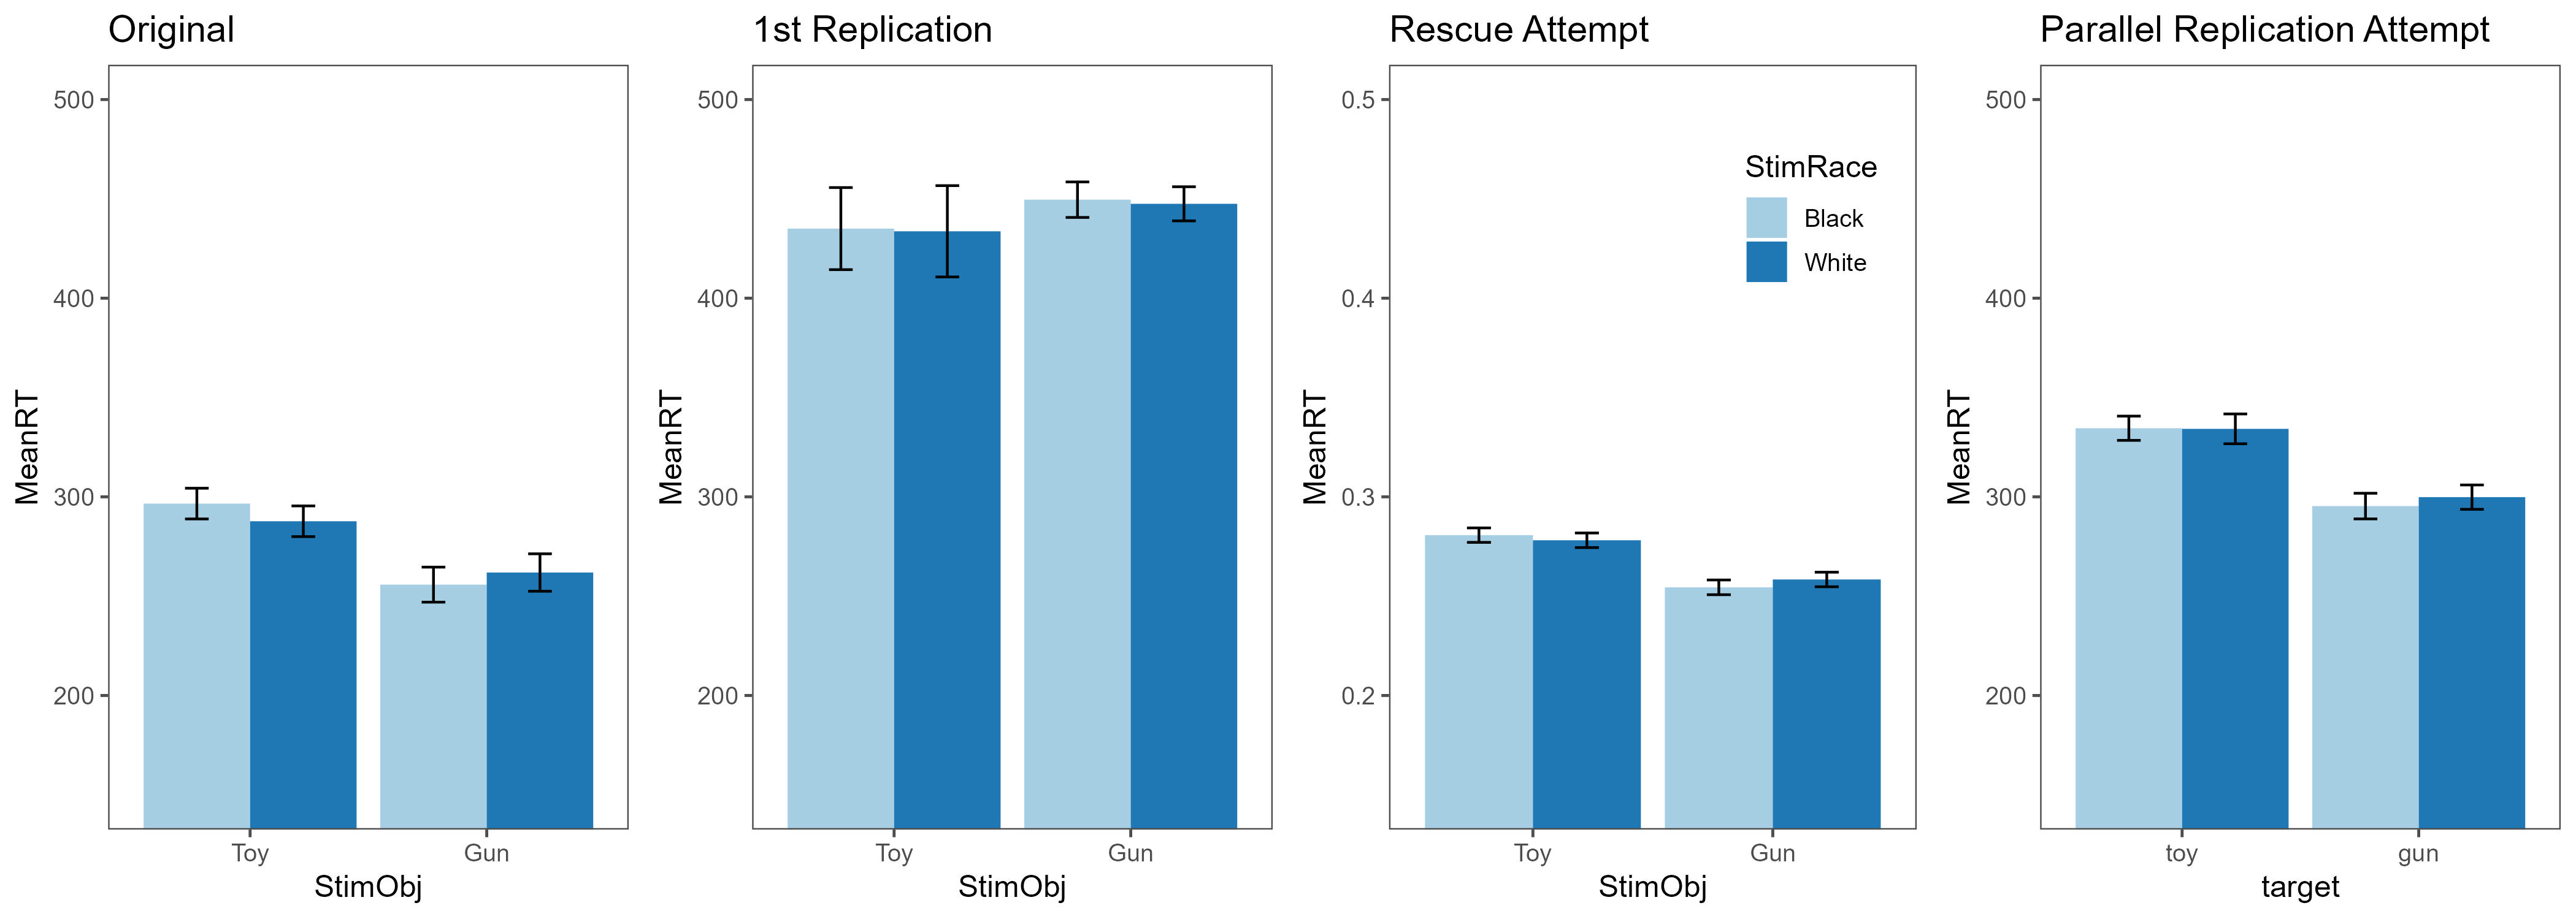 Original
500
400
300
200
MeanRT
Toy
Gun
StimObj
1st Replication
500
400
300
200
MeanRT
Toy
Gun
StimObj
Rescue Attempt
0.5
0.4
0.3
0.2
MeanRT
StimRace
Black
White
Toy
Gun
StimObj
Parallel Replication Attempt
500
400
300
200
MeanRT
toy
gun
target